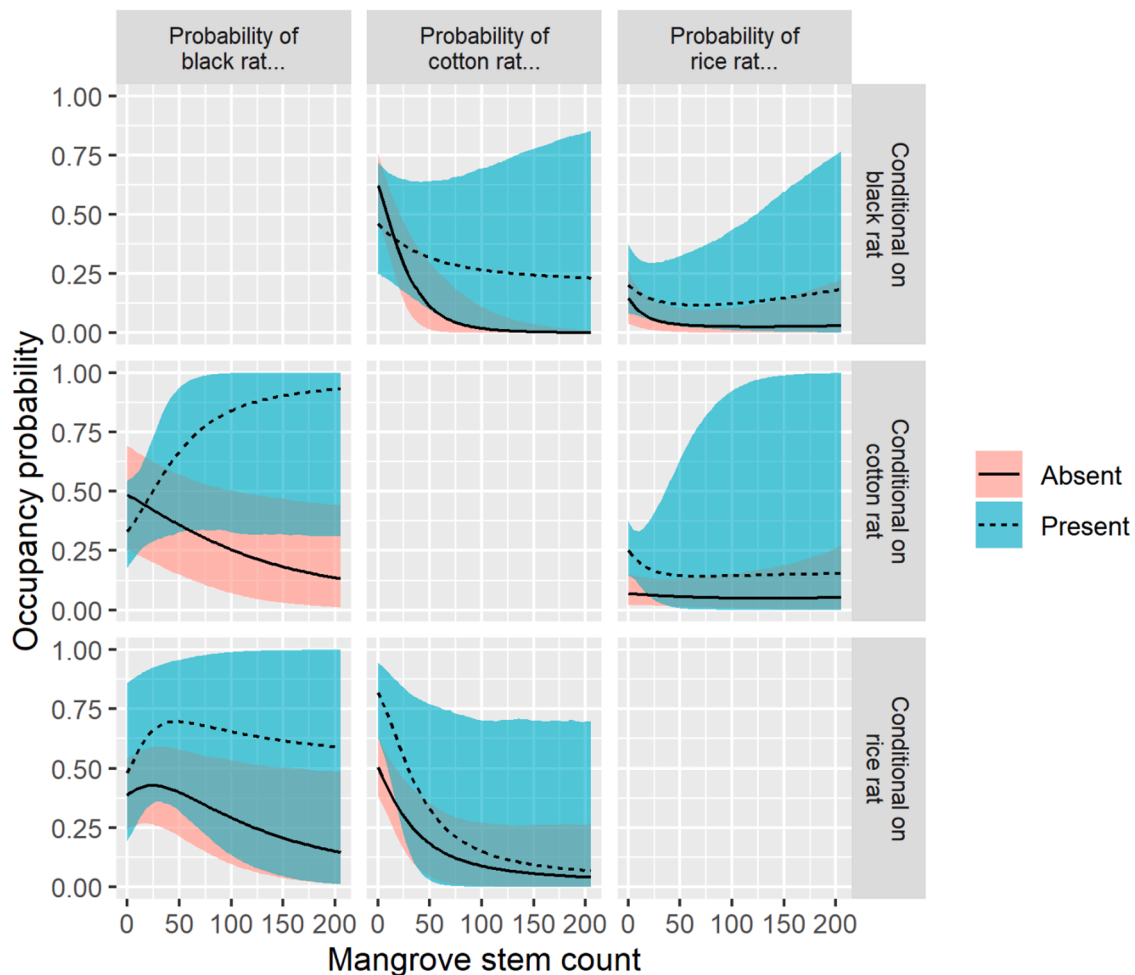 Probability of
black rat...
Probability of
cotton rat...
Probability of
rice rat...
1.00
0.75
0.50
0.25
0.00
Conditional on
black rat
1.00
0.75
0.50
0.25
0.00
Conditional on
cotton rat
1.00
0.75
0.50
0.25
0.00
Conditional on
rice rat
Occupancy probability
0 50 100 150 200
0 50 100 150 200
0 50 100 150 200
Mangrove stem count
Absent
Present